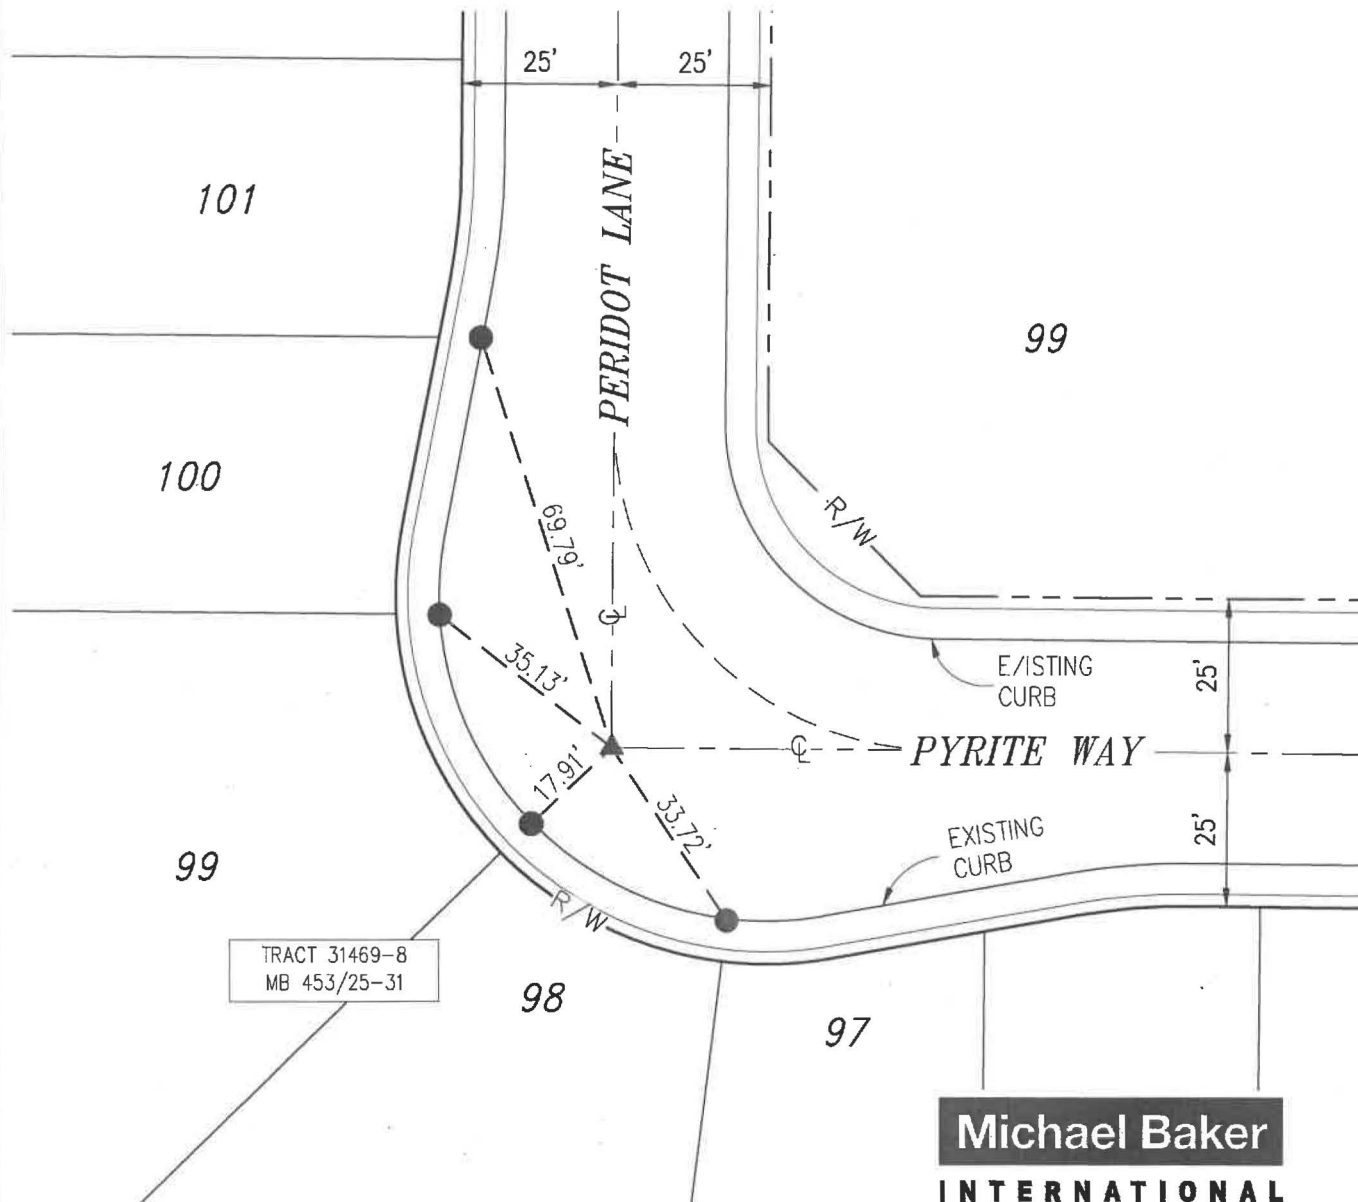 25' 25'
101
PERIDOT LANE
99
100
R/W
69.79'
35.13'
E/ISTING
CURB
25'
17.91'
℄
℄
PYRITE WAY
33.72'
EXISTING
CURB
25'
99
R/W
TRACT 31469-8
MB 453/25-31
98
97
Michael Baker
INTERNATIONAL